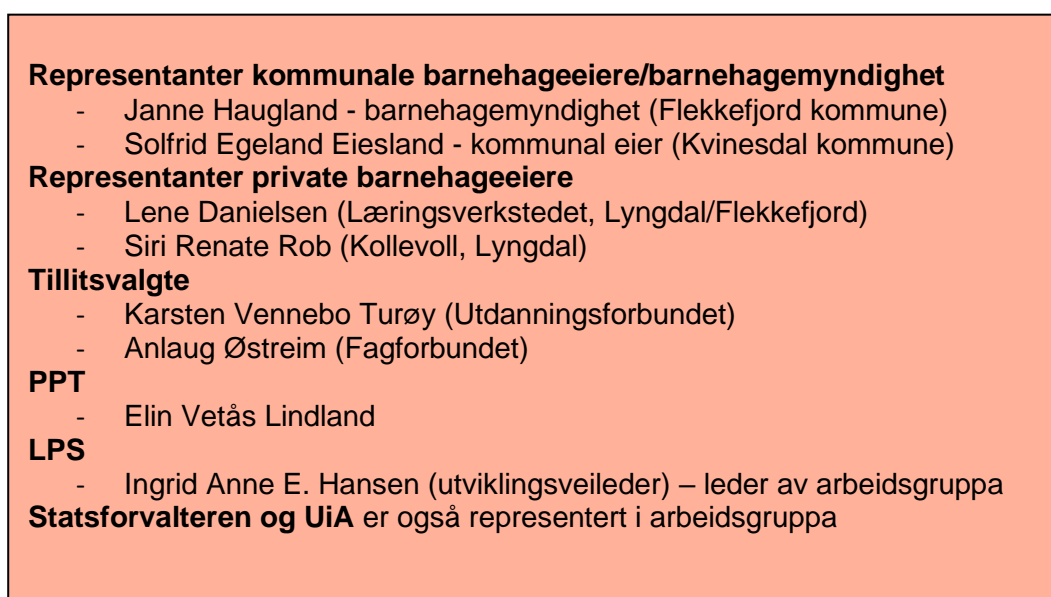 Representanter kommunale barnehageeiere/barnehagemyndighet
- Janne Haugland - barnehagemyndighet (Flekkefjord kommune)
- Solfrid Egeland Eiesland - kommunal eier (Kvinesdal kommune)
Representanter private barnehageeiere
- Lene Danielsen (Læringsverkstedet, Lyngdal/Flekkefjord)
- Siri Renate Rob (Kollevoll, Lyngdal)
Tillitsvalgte
- Karsten Vennebo Turøy (Utdanningsforbundet)
- Anlaug Østreim (Fagforbundet)
PPT
- Elin Vetås Lindland
LPS
- Ingrid Anne E. Hansen (utviklingsveileder) – leder av arbeidsgruppa
Statsforvalteren og UiA er også representert i arbeidsgruppa